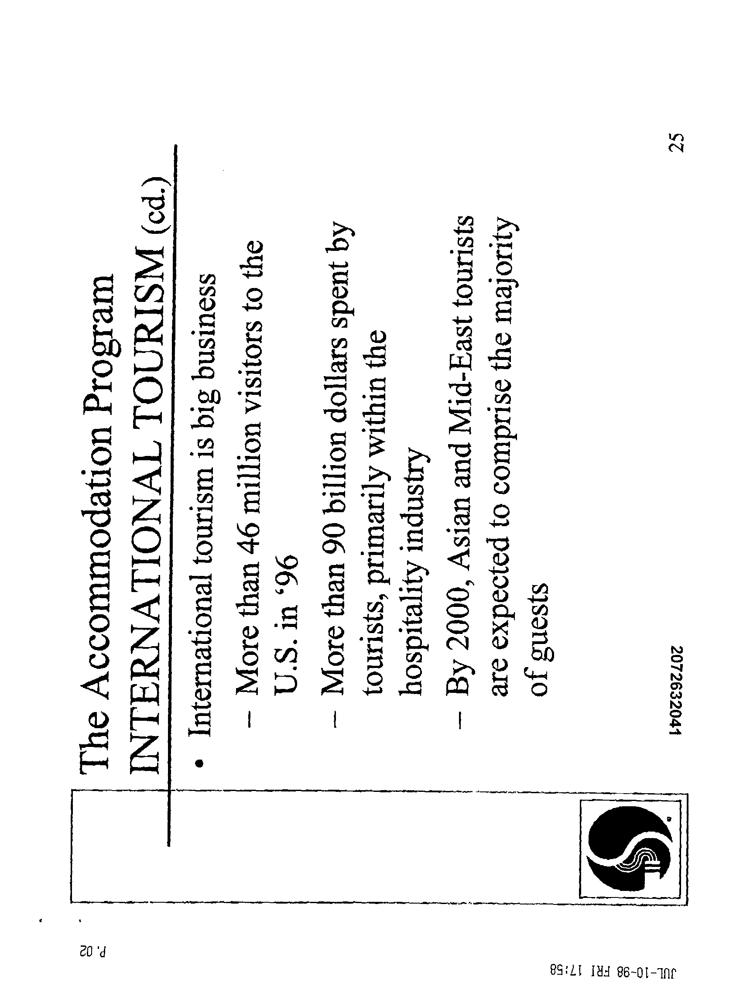 The Accommodation Program
INTERNATIONAL TOURISM (cd.)
• International tourism is big business
– More than 46 million visitors to the
U.S. in ‘96
– More than 90 billion dollars spent by
tourists, primarily within the
hospitality industry
– By 2000, Asian and Mid-East tourists
are expected to comprise the majority
of guests
2072632041
25
JUL-10-98 FRI 17:58
P. 02